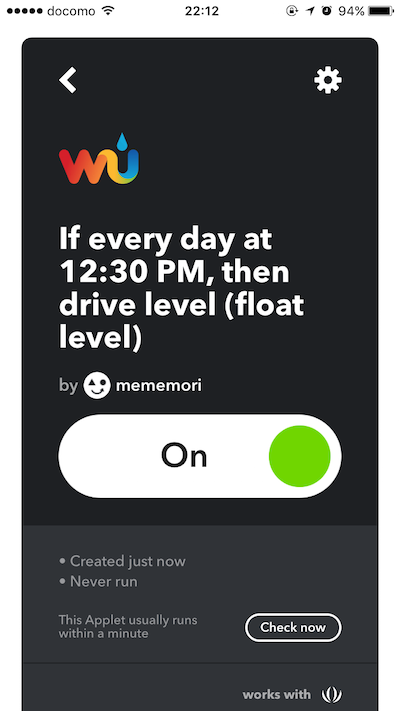 docomo 22:12 94%
wu
If every day at
12:30 PM, then
drive level (float
level)
by mememori
On
• Created just now
• Never run
This Applet usually runs
within a minute
Check now
works with